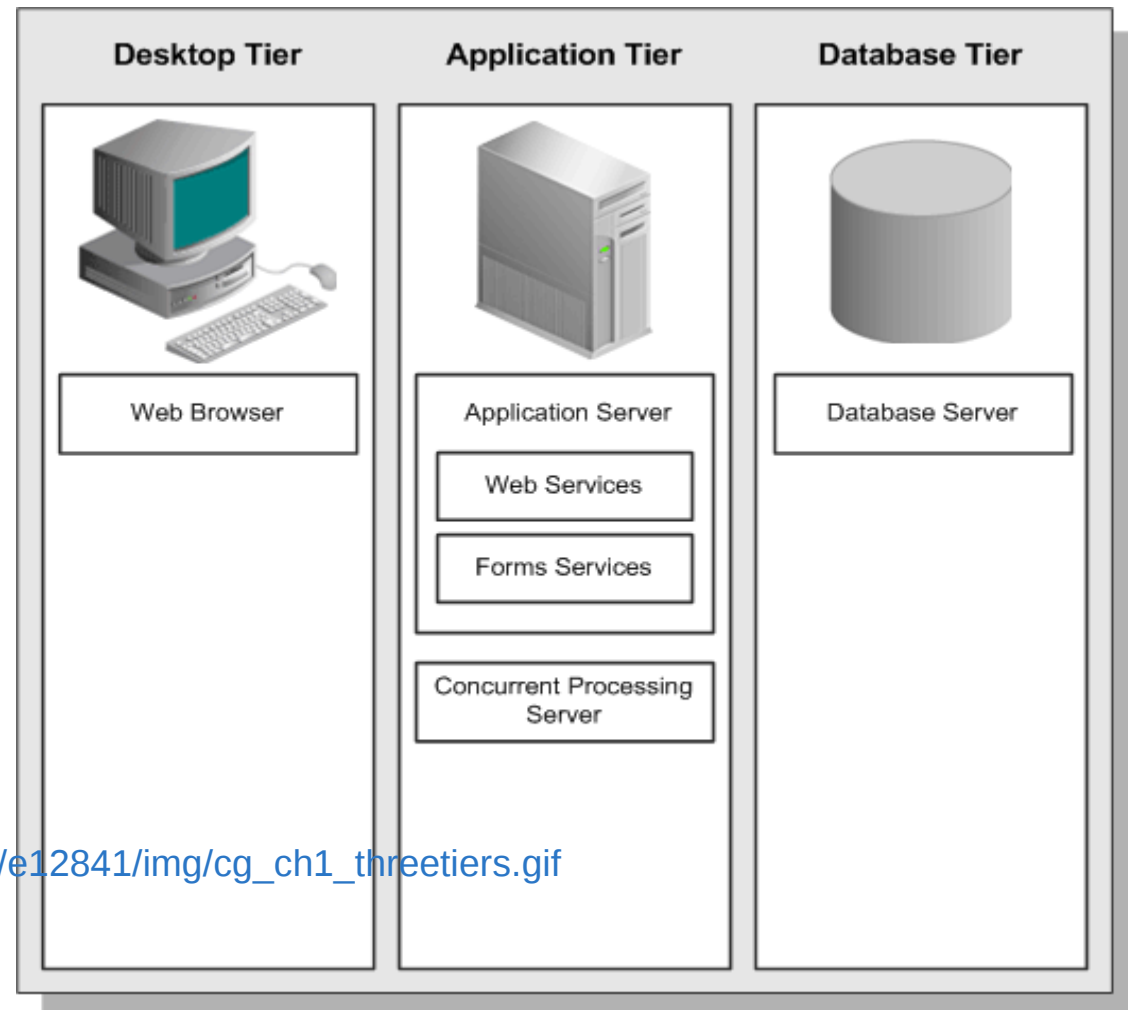 Desktop Tier
Application Tier
Database Tier
Web Browser
Application Server
Web Services
Forms Services
Concurrent Processing
Server
Database Server
/e12841/img/cg_ch1_threetiers.gif